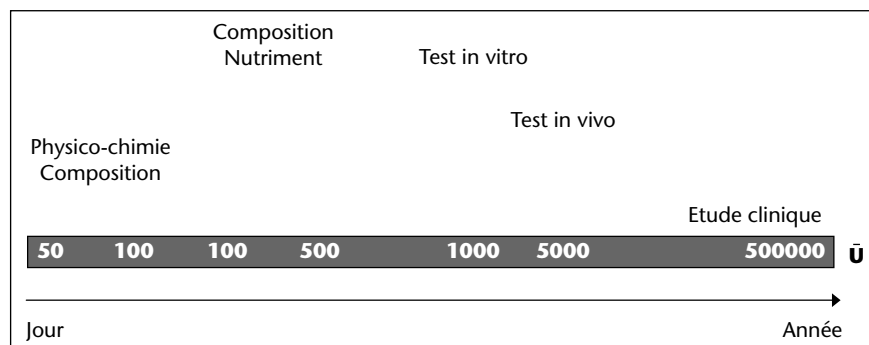 Composition
Nutriment
Test in vitro
Test in vivo
Physico-chimie
Composition
Etude clinique
50 100 100 500 1000 5000 500000 Ū
Jour Année